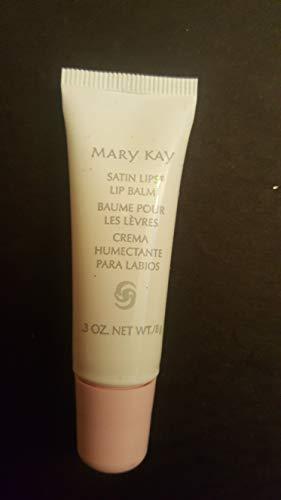 MARY KAY
SATIN LIPS®
LIP BALM
BAUME POUR
LES LÈVRES
CREMA
HUMECTANTE
PARA LABIOS
.3 OZ. NET WT./8 g